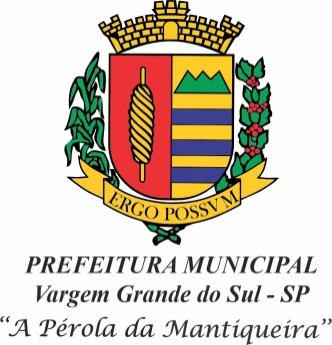 ERGO POSSVM
PREFEITURA MUNICIPAL
Vargem Grande do Sul - SP
"A Pérola da Mantiqueira"